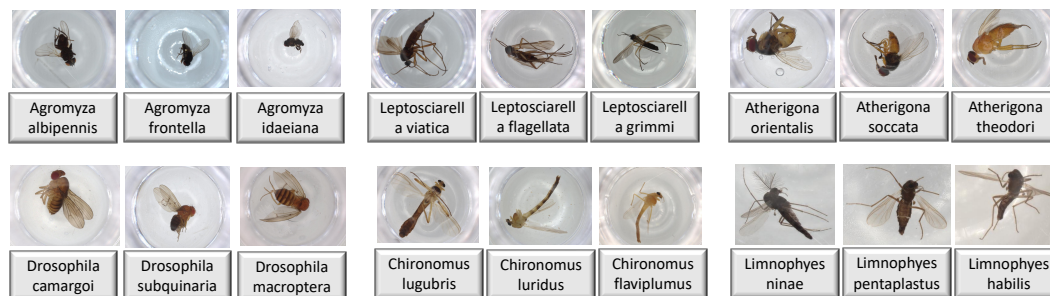 Agromyza
albipennis
Agromyza
frontella
Agromyza
idaeiana
Leptosciarell
a viatica
Leptosciarell
a flagellata
Leptosciarell
a grimmi
Atherigona
orientalis
Atherigona
soccata
Atherigona
theodori
Drosophila
camargoi
Drosophila
subquinaria
Drosophila
macroptera
Chironomus
lugubris
Chironomus
luridus
Chironomus
flaviplumus
Limnophyes
ninae
Limnophyes
pentaplastus
Limnophyes
habilis